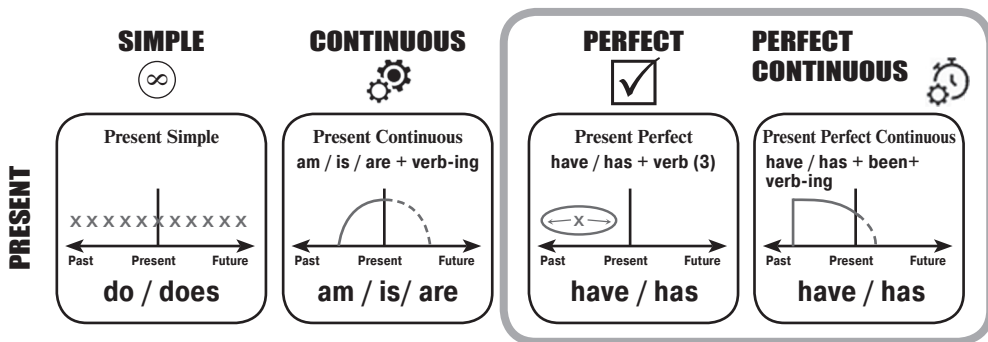 SIMPLE
CONTINUOUS
PERFECT
PERFECT
CONTINUOUS
∞
PRESENT
Present Simple
x x x x x x x x x x x x
Past Present Future
do / does
Present Continuous
am / is / are + verb-ing
Past Present Future
am / is/ are
Present Perfect
have / has + verb (3)
x
Past Present Future
have / has
Present Perfect Continuous
have / has + been+
verb-ing
Past Present Future
have / has